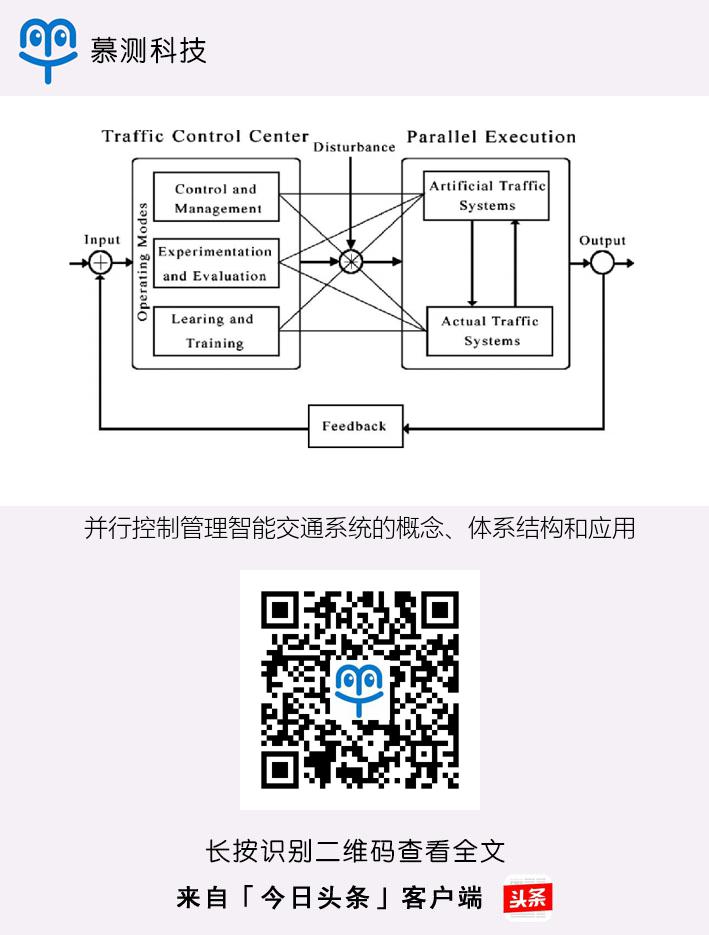 慕测科技
Traffic Control Center
Parallel Execution
Disturbance
Input
Operating Modes
Control and
Management
Experimentation
and Evaluation
Learing and
Training
Artificial Traffic
Systems
Actual Traffic
Systems
Output
Feedback
并行控制管理智能交通系统的概念、体系结构和应用
长按识别二维码查看全文
来自「今日头条」客户端
头条